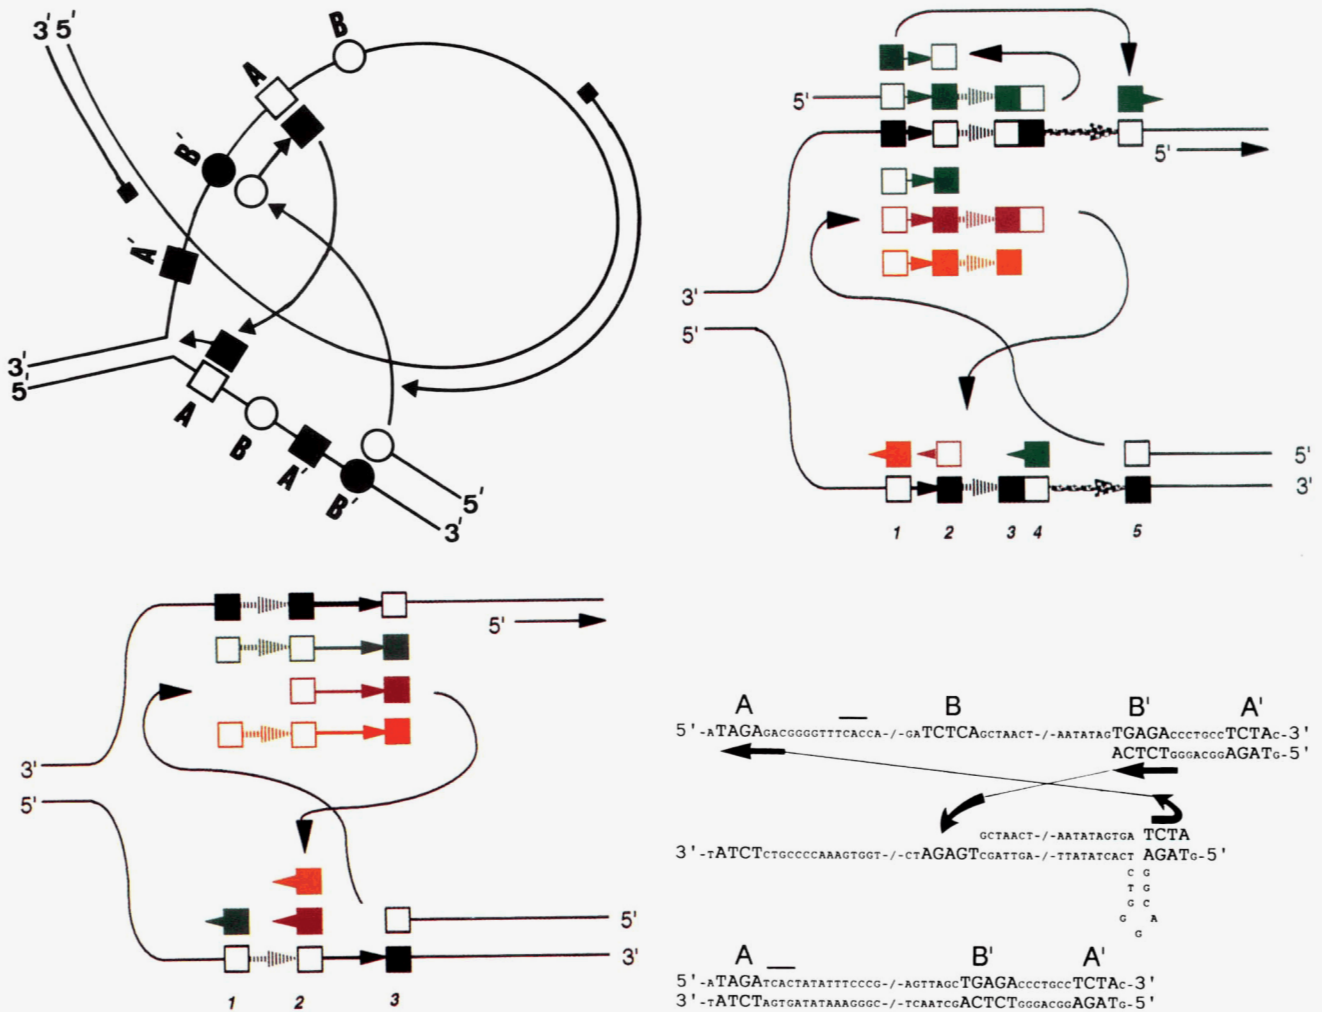 3' 5'
B
A
B'
A'
3'
5'
A
B
A'
B'
5'
3'
5'
5'
3'
5'
5'
3'
1 2 3 4 5
5'
3'
5'
5'
3'
1 2 3
A B B' A'
5'-ATAGAGACGGGGTTTCACCA-/-GATCTCAGCTAACT-/-AATATAGTGAGACCCTGCCTCTAC-3'
ACTCTGGGACGGAGATG-5'
GCTAACT-/-AATATAGTGA TCTA
3'-TATCTCTGCCCCAAAGTGGT-/-CTAGAGTCGATTGA-/-TTATATCACT AGATG-5'
C G
T G
G C
G A
G
A B' A'
5'-ATAGATCACTATATTTCCCG-/-AGTTAGCTGAGACCCTGCCTCTAC-3'
3'-TATCTAGTGATATAAAGGGC-/-TCAATCGACTCTGGGACGGAGATG-5'